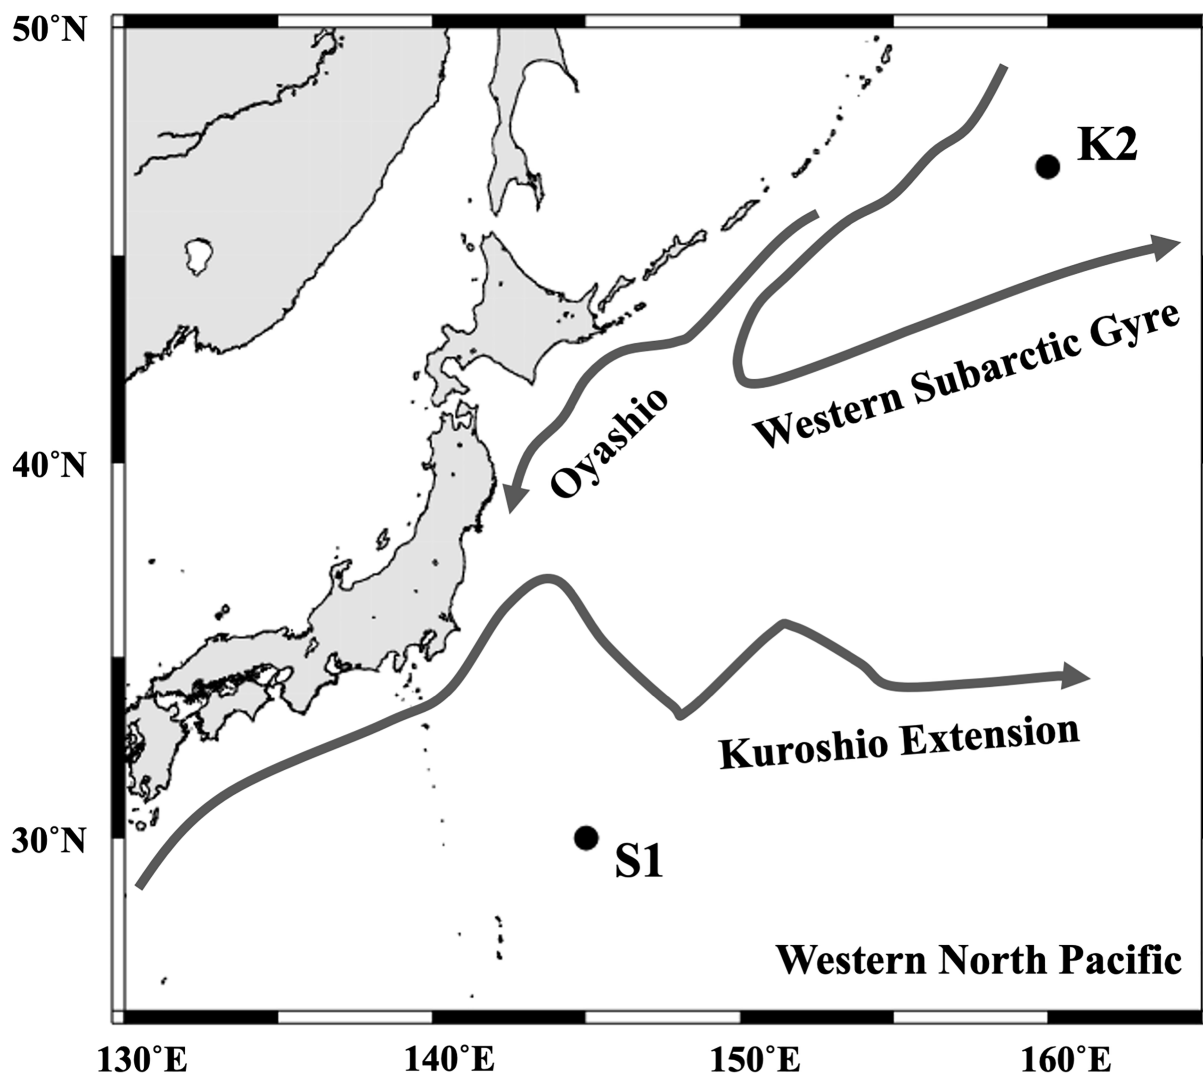 50°N
K2
Western Subarctic Gyre
Oyashio
40°N
Kuroshio Extension
30°N
S1
Western North Pacific
130°E
140°E
150°E
160°E